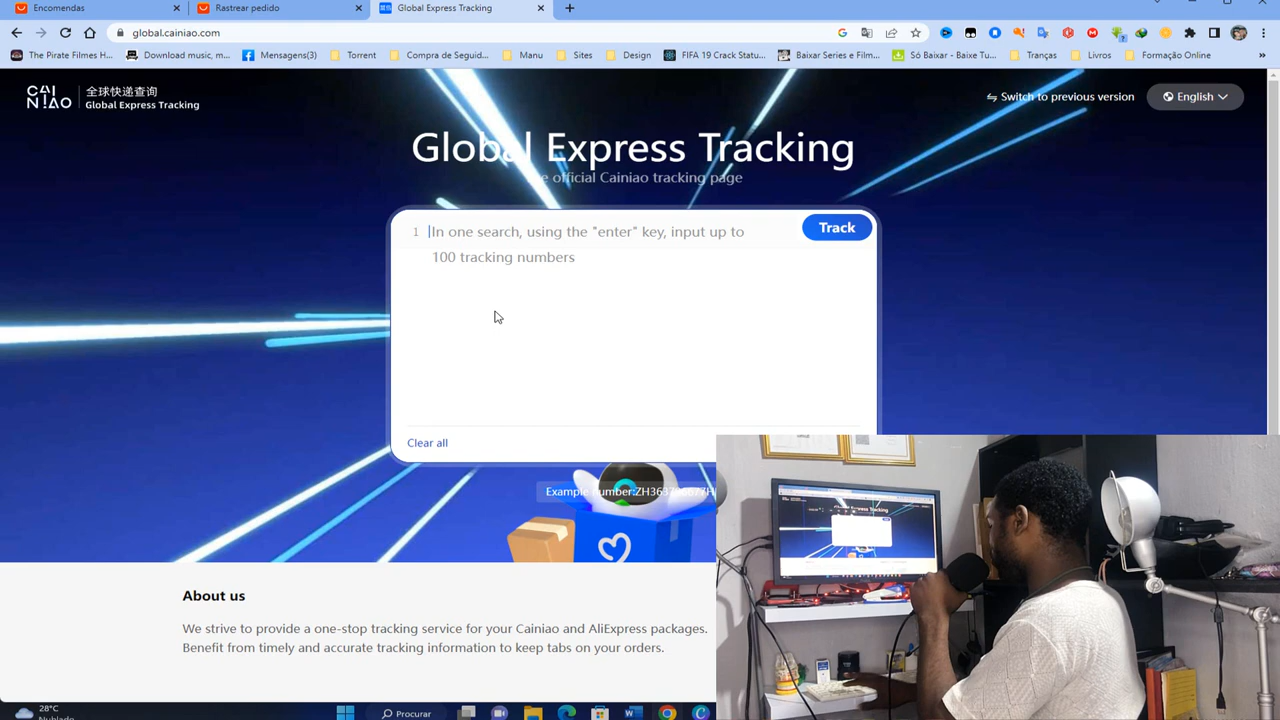 Encomendas
Rastrear pedido
Global Express Tracking
global.cainiao.com
The Pirate Filmes H...
Download music, m...
Mensagens(3)
Torrent
Compra de Seguid...
Manu
Sites
Design
FIFA 19 Crack Statu...
Baixar Series e Film...
Só Baixar - Baixe Tu...
Tranças
Livros
Formação Online
»
CAI
NIAO
全球快递查询
Global Express Tracking
Switch to previous version
English
Global Express Tracking
official Cainiao tracking page
1
In one search, using the "enter" key, input up to
100 tracking numbers
Track
Clear all
About us
We strive to provide a one-stop tracking service for your Cainiao and AliExpress packages.
Benefit from timely and accurate tracking information to keep tabs on your orders.
28°C
Nublado
Procurar